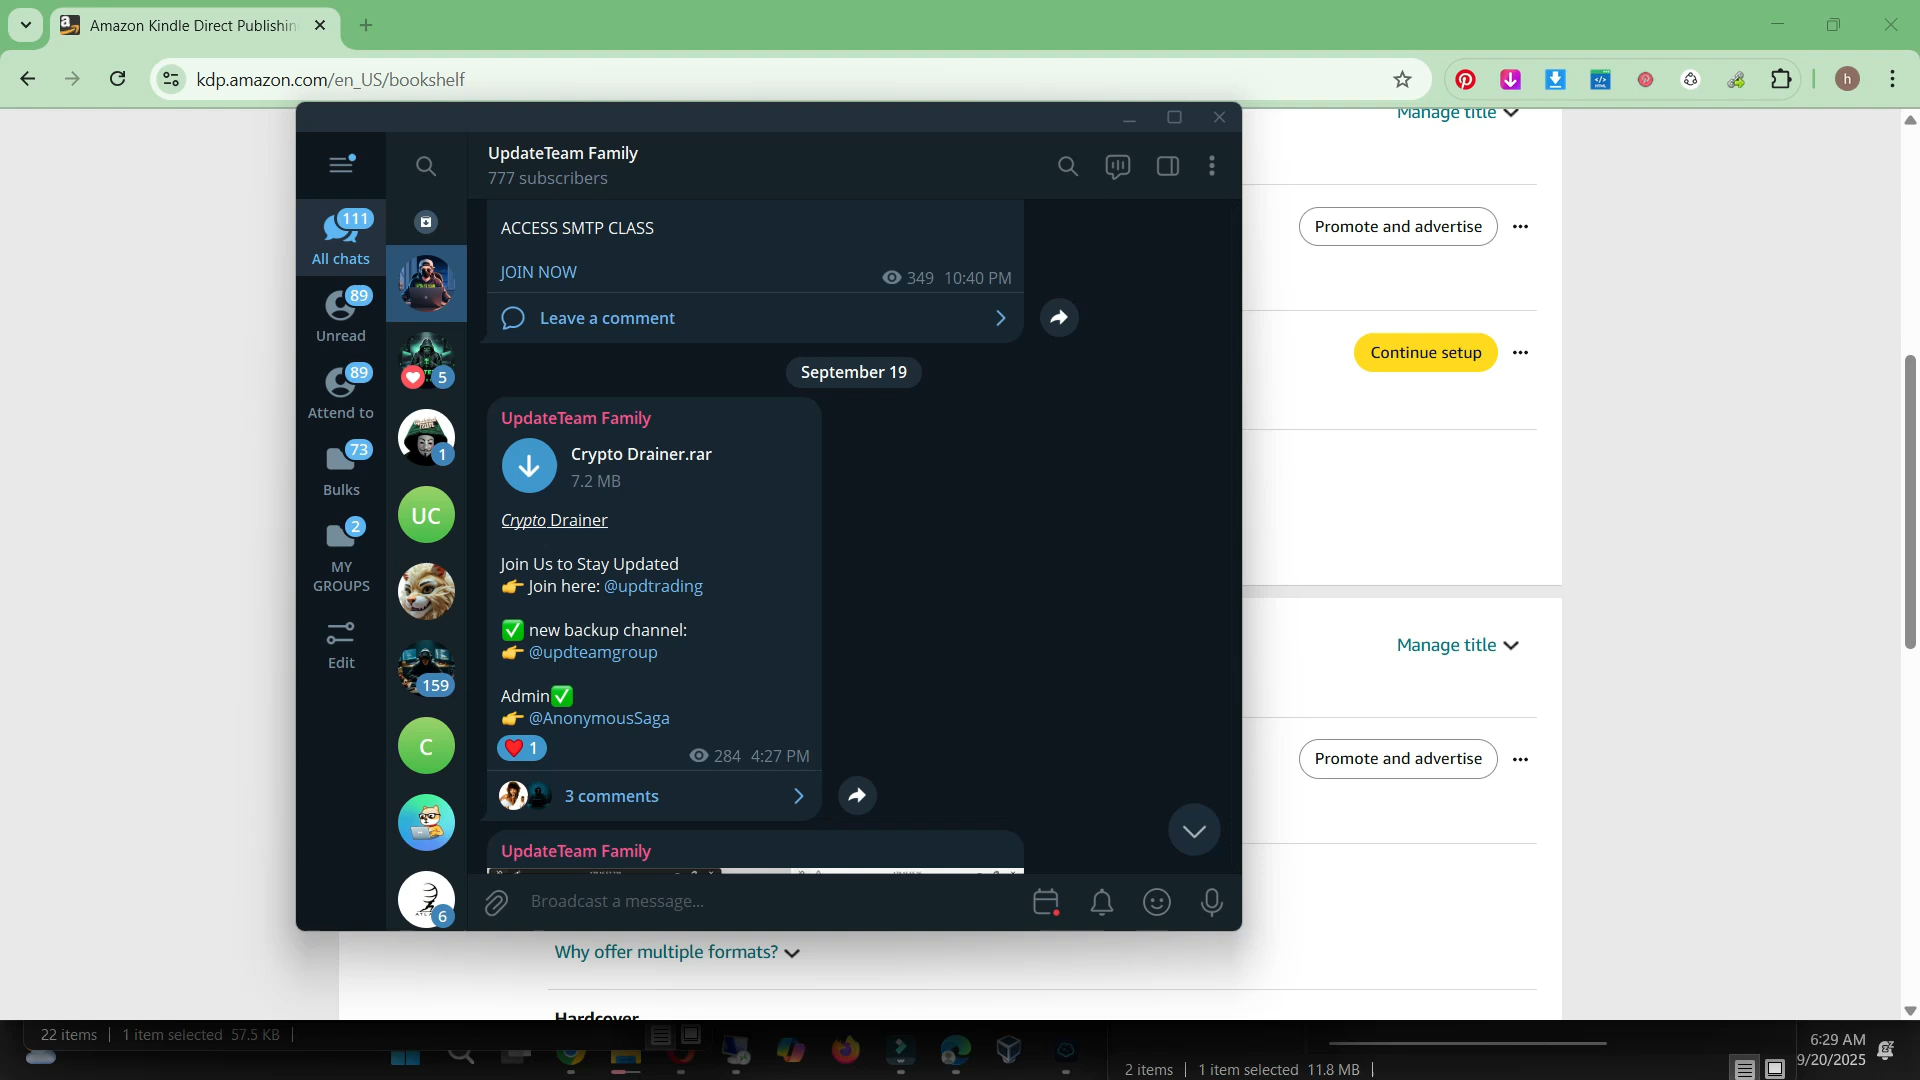 Amazon Kindle Direct Publishin
kdp.amazon.com/en_US/bookshelf
h
Manage title
Promote and advertise
Continue setup
Manage title
Promote and advertise
Why offer multiple formats?
Hardcover
111
All chats
89
Unread
89
Attend to
73
Bulks
2
MY
GROUPS
Edit
5
1
UC
159
C
6
UpdateTeam Family
777 subscribers
ACCESS SMTP CLASS
JOIN NOW
349 10:40 PM
Leave a comment
September 19
UpdateTeam Family
Crypto Drainer.rar
7.2 MB
Crypto Drainer
Join Us to Stay Updated
👉 Join here: @updtrading
✅ new backup channel:
👉 @updteamgroup
Admin✅
👉 @AnonymousSaga
❤️ 1
284 4:27 PM
3 comments
UpdateTeam Family
Broadcast a message...
22 items
1 item selected 57.5 KB
2 items
1 item selected 11.8 MB
6:29 AM
9/20/2025